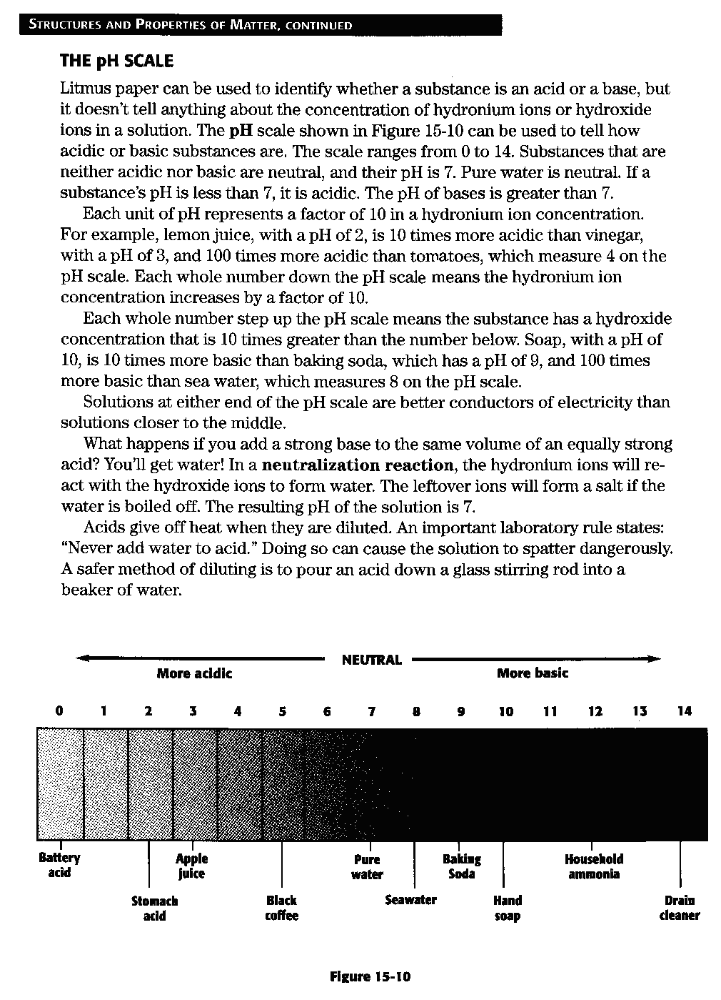 STRUCTURES AND PROPERTIES OF MATTER, CONTINUED
THE pH SCALE
Litmus paper can be used to identify whether a substance is an acid or a base, but
it doesn't tell anything about the concentration of hydronium ions or hydroxide
ions in a solution. The pH scale shown in Figure 15-10 can be used to tell how
acidic or basic substances are. The scale ranges from 0 to 14. Substances that are
neither acidic nor basic are neutral, and their pH is 7. Pure water is neutral. If a
substance's pH is less than 7, it is acidic. The pH of bases is greater than 7.
Each unit of pH represents a factor of 10 in a hydronium ion concentration.
For example, lemon juice, with a pH of 2, is 10 times more acidic than vinegar,
with a pH of 3, and 100 times more acidic than tomatoes, which measure 4 on the
pH scale. Each whole number down the pH scale means the hydronium ion
concentration increases by a factor of 10.
Each whole number step up the pH scale means the substance has a hydroxide
concentration that is 10 times greater than the number below. Soap, with a pH of
10, is 10 times more basic than baking soda, which has a pH of 9, and 100 times
more basic than sea water, which measures 8 on the pH scale.
Solutions at either end of the pH scale are better conductors of electricity than
solutions closer to the middle.
What happens if you add a strong base to the same volume of an equally strong
acid? You'll get water! In a neutralization reaction, the hydronium ions will re-
act with the hydroxide ions to form water. The leftover ions will form a salt if the
water is boiled off. The resulting pH of the solution is 7.
Acids give off heat when they are diluted. An important laboratory rule states:
"Never add water to acid." Doing so can cause the solution to spatter dangerously.
A safer method of diluting is to pour an acid down a glass stirring rod into a
beaker of water.
NEUTRAL
More acidic More basic
0 1 2 3 4 5 6 7 8 9 10 11 12 13 14
Battery acid
Stomach acid
Apple juice
Black coffee
Pure water
Seawater
Baking Soda
Hand soap
Household ammonia
Drain cleaner
Figure 15-10